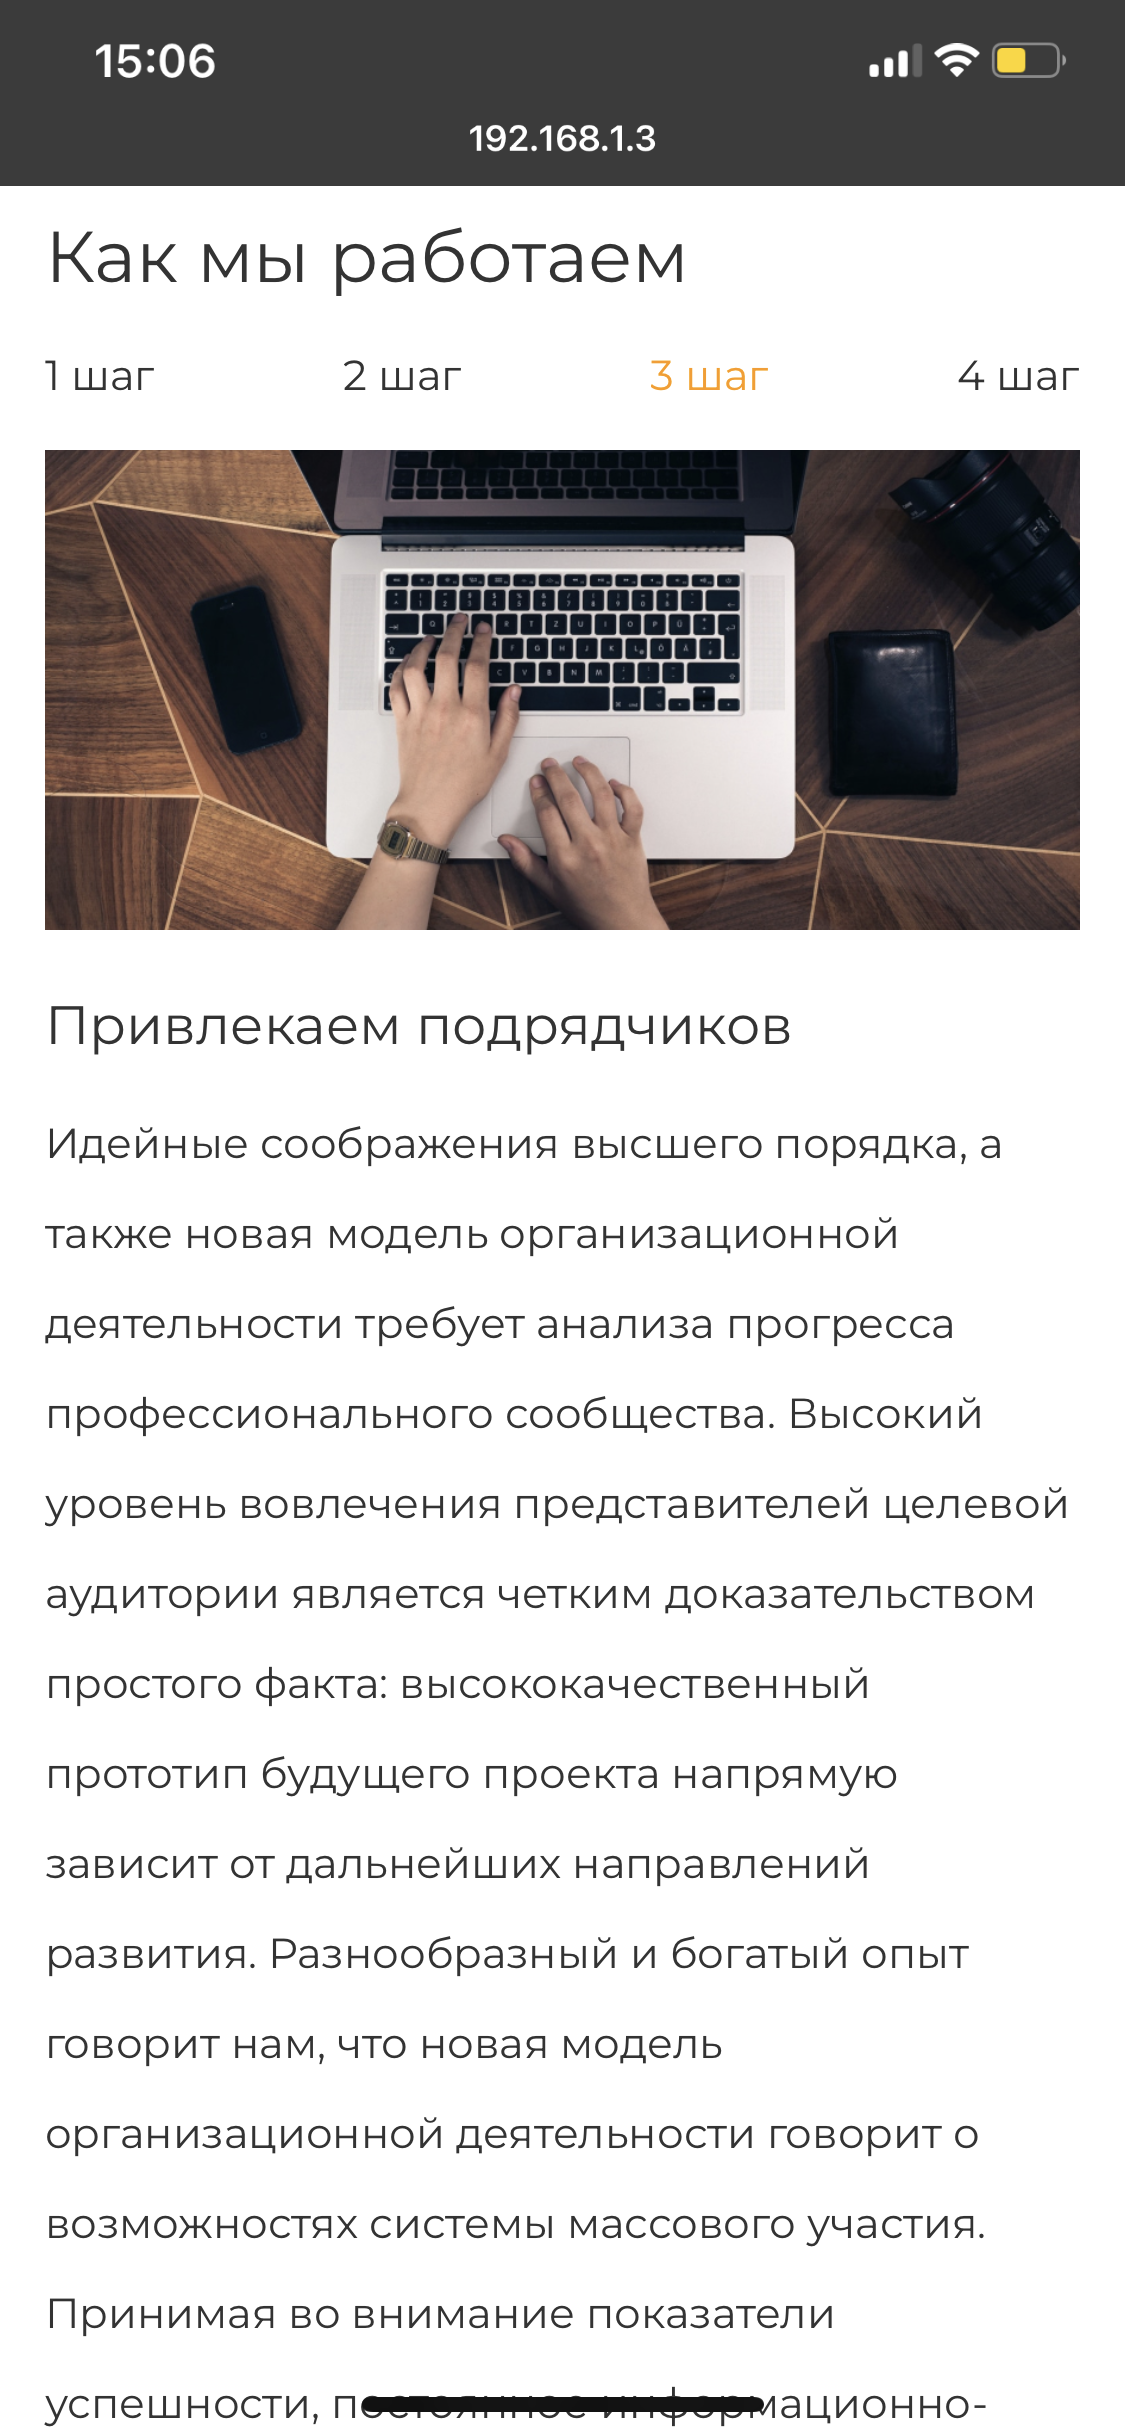 15:06
192.168.1.3
Как мы работаем
1 шаг 2 шаг 3 шаг 4 шаг
Привлекаем подрядчиков
Идейные соображения высшего порядка, а
также новая модель организационной
деятельности требует анализа прогресса
профессионального сообщества. Высокий
уровень вовлечения представителей целевой
аудитории является четким доказательством
простого факта: высококачественный
прототип будущего проекта напрямую
зависит от дальнейших направлений
развития. Разнообразный и богатый опыт
говорит нам, что новая модель
организационной деятельности говорит о
возможностях системы массового участия.
Принимая во внимание показатели
успешности, постоянное информационно-